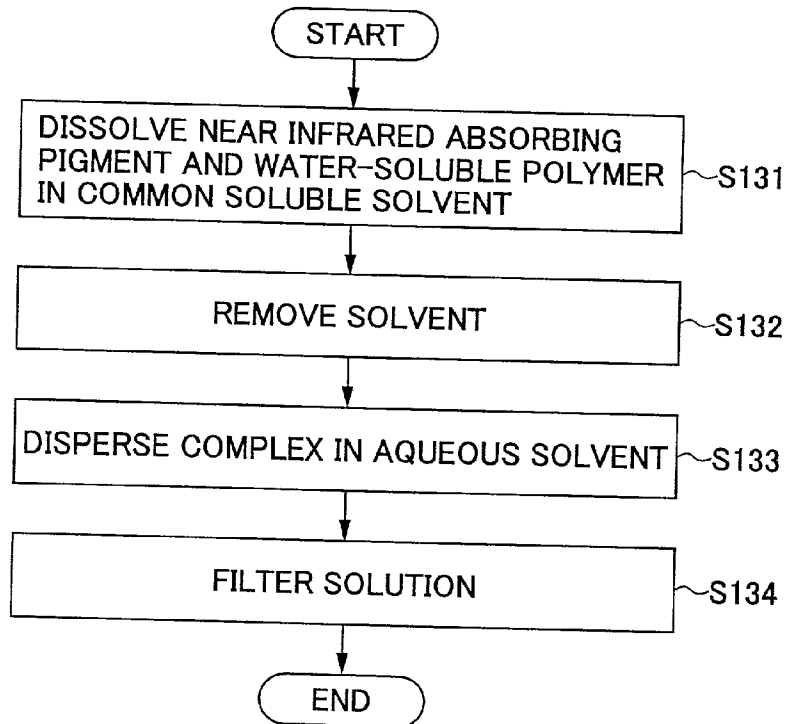 START
DISSOLVE NEAR INFRARED ABSORBING
PIGMENT AND WATER-SOLUBLE POLYMER
IN COMMON SOLUBLE SOLVENT
S131
REMOVE SOLVENT
S132
DISPERSE COMPLEX IN AQUEOUS SOLVENT
S133
FILTER SOLUTION
S134
END